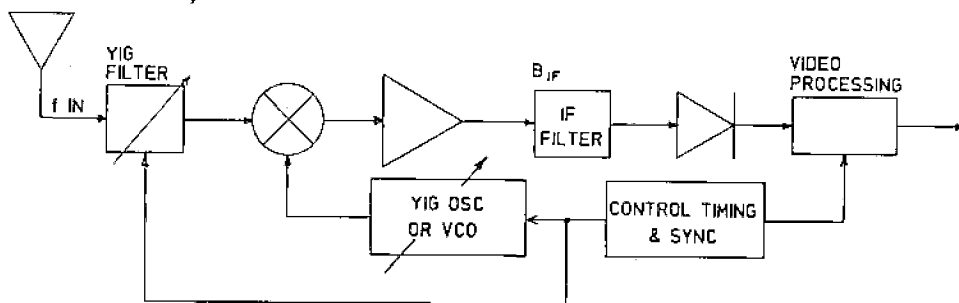 YIG
FILTER
f IN
B IF
IF
FILTER
VIDEO
PROCESSING
YIG OSC
OR VCO
CONTROL TIMING
& SYNC